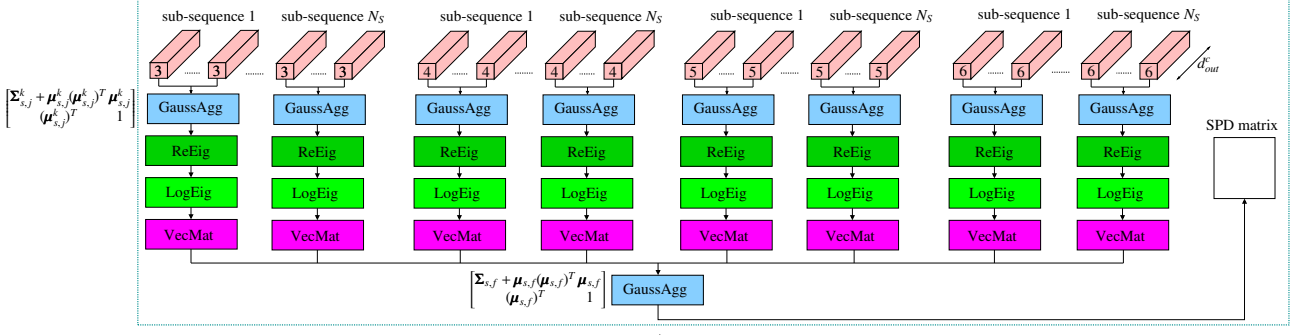 sub-sequence 1 sub-sequence N_S sub-sequence 1 sub-sequence N_S sub-sequence 1 sub-sequence N_S sub-sequence 1 sub-sequence N_S
3 ...... 3 ...... 3 ...... 3 4 ...... 4 ...... 4 ...... 4 5 ...... 5 ...... 5 ...... 5 6 ...... 6 ...... 6 ...... 6 d^c_{out}
[Σ^k_{s,j} + μ^k_{s,j}(μ^k_{s,j})^T μ^k_{s,j}
(μ^k_{s,j})^T 1]
GaussAgg GaussAgg GaussAgg GaussAgg GaussAgg GaussAgg GaussAgg GaussAgg
SPD matrix
ReEig ReEig ReEig ReEig ReEig ReEig ReEig ReEig
LogEig LogEig LogEig LogEig LogEig LogEig LogEig LogEig
VecMat VecMat VecMat VecMat VecMat VecMat VecMat VecMat
[Σ_{s,f} + μ_{s,f}(μ_{s,f})^T μ_{s,f}
(μ_{s,f})^T 1]
GaussAgg